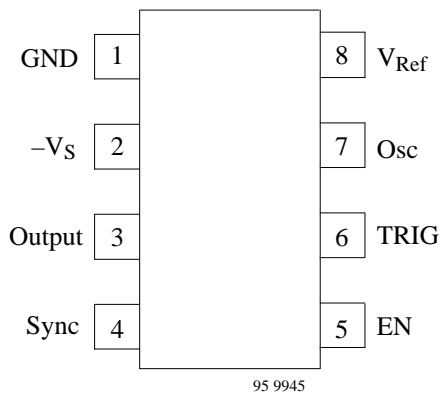 GND 1 8 VRef
–VS 2 7 Osc
Output 3 6 TRIG
Sync 4 5 EN
95 9945